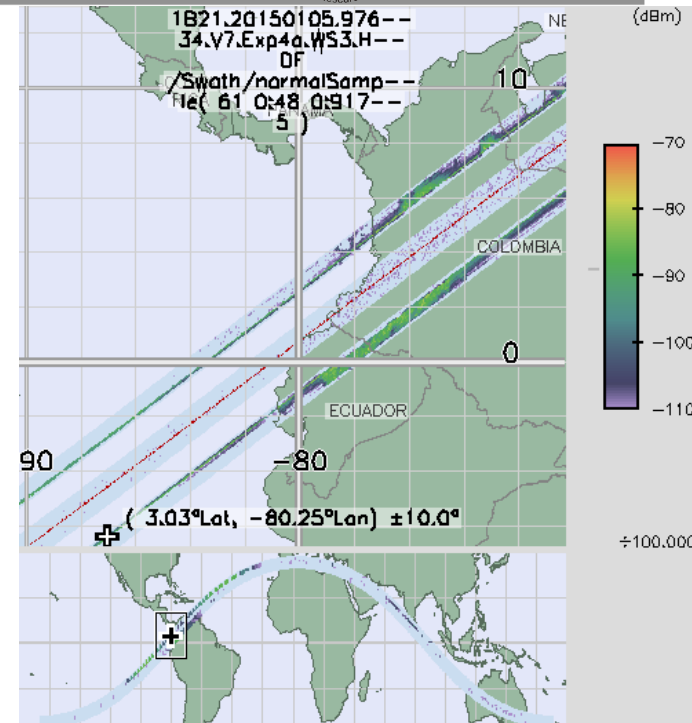 1B21.20150105.976--
34.V7.Exp4a.WS3.H--
DF
/Swath/normalSamp--
le( 61 0:48 0:917--
5 )
(dBm)
NE
PANAMA
10
-70
-80
COLOMBIA
-90
0
-100
ECUADOR
-110
90
-80
( 3.03°Lat, -80.25°Lon) ±10.0°
÷100.000